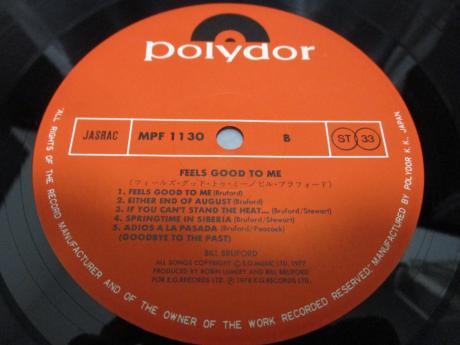 polydor
JASRAC
MPF 1130
B
ST 33
FEELS GOOD TO ME
(フィールズ・グッド・トゥ・ミー/ビル・ブラフォード)
1. FEELS GOOD TO ME (Bruford)
2. EITHER END OF AUGUST (Bruford)
3. IF YOU CAN'T STAND THE HEAT... (Bruford/Stewart)
4. SPRINGTIME IN SIBERIA (Bruford/Stewart)
5. ADIOS A LA PASADA (Bruford/Peacock)
(GOODBYE TO THE PAST)
BILL BRUFORD
ALL SONGS COPYRIGHT Ⓒ E.G. MUSIC LTD. 1977
PRODUCED BY ROBIN LUMLEY AND BILL BRUFORD
FOR E.G. RECORDS LTD. Ⓟ 1978 E.G. RECORDS LTD.
ALL RIGHTS OF THE RECORD MANUFACTURER AND OF THE OWNER OF THE WORK RECORDED RESERVED. MANUFACTURED BY POLYDOR K. K., JAPAN